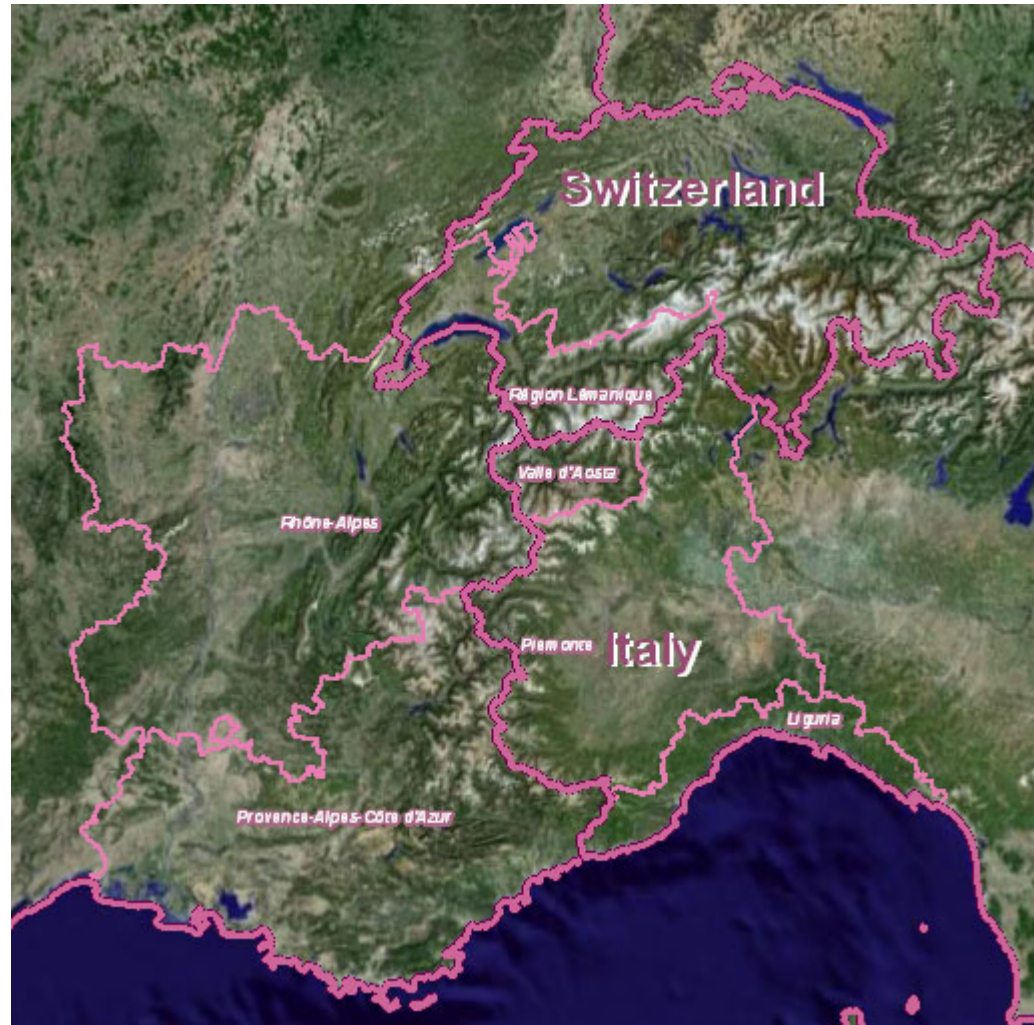 Switzerland
Région Lémanique
Valle d'Aosta
Rhône-Alpes
Piemonte
Italy
Liguria
Provence-Alpes-Côte d'Azur